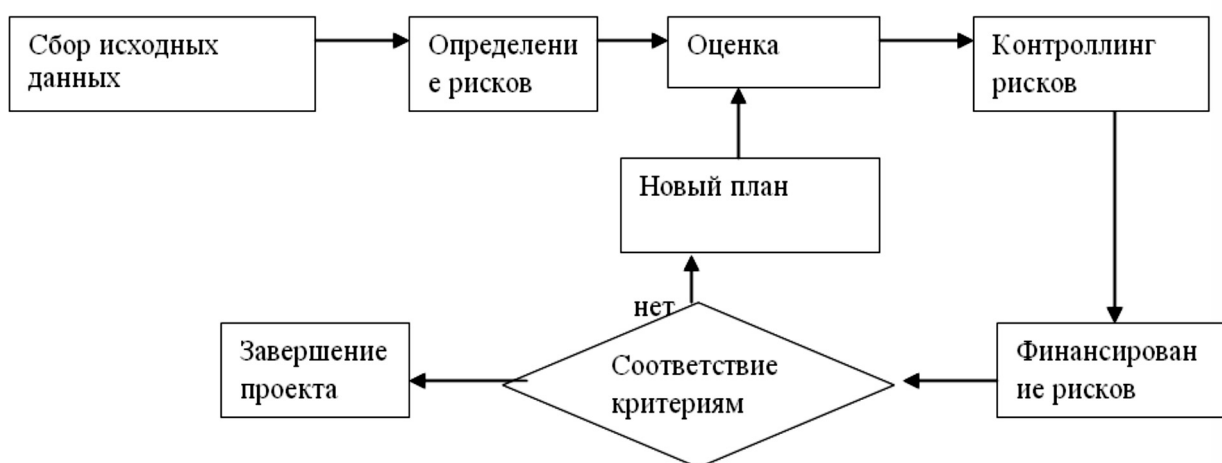 Сбор исходных
данных
Определени
е рисков
Оценка
Контроллинг
рисков
Новый план
нет
Завершение
проекта
Соответствие
критериям
Финансирован
ие рисков